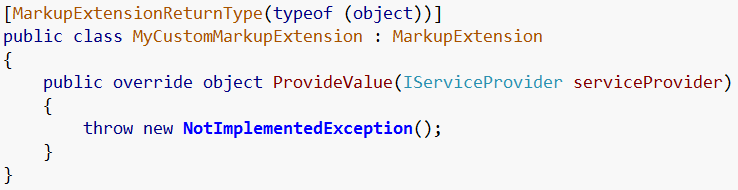 [MarkupExtensionReturnType(typeof (object))]
public class MyCustomMarkupExtension : MarkupExtension
{
    public override object ProvideValue(IServiceProvider serviceProvider)
    {
        throw new NotImplementedException();
    }
}